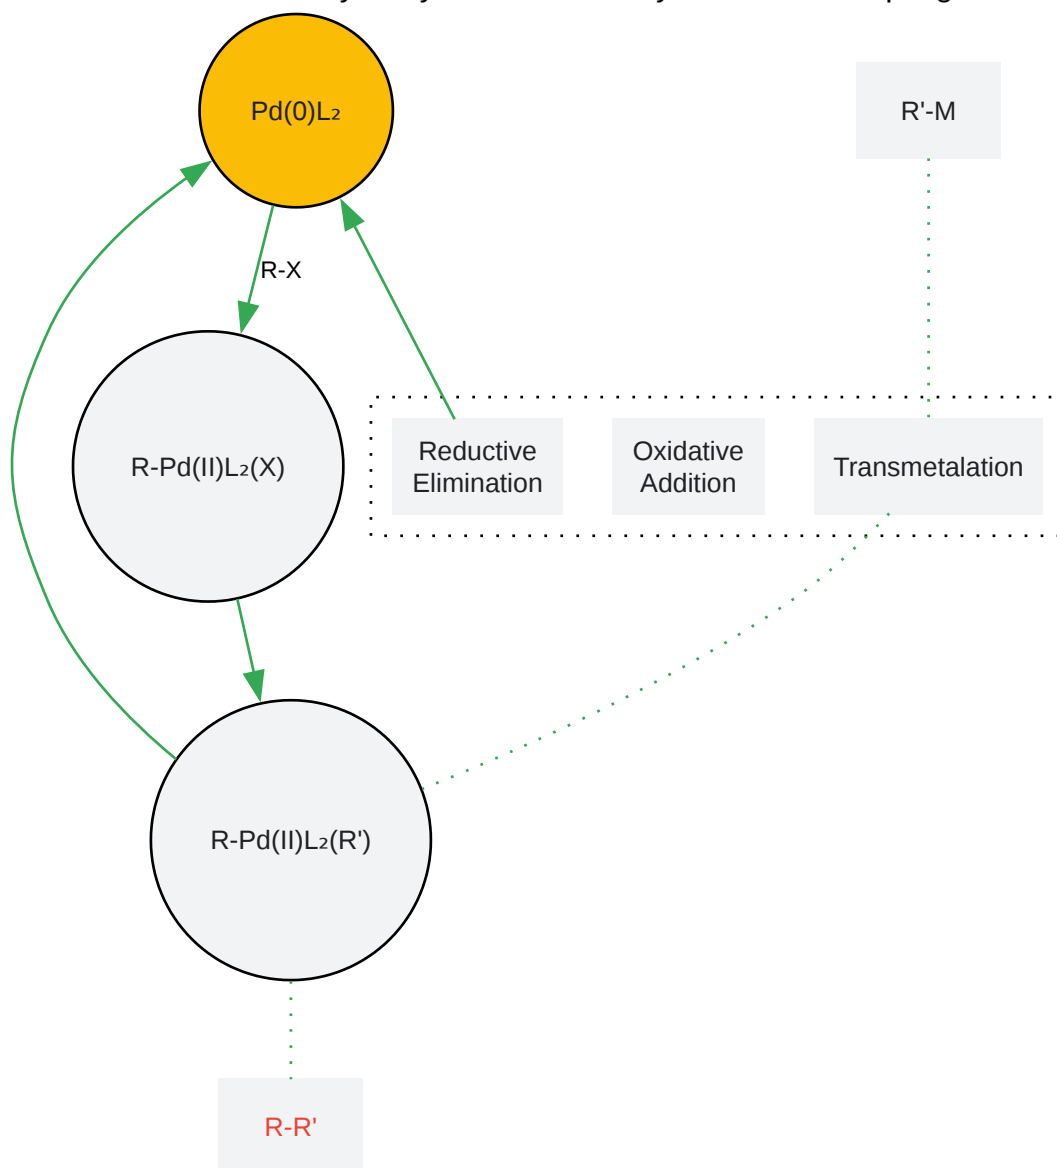 Pd(0)L₂
R'-M
R-X
R-Pd(II)L₂(X)
Reductive
Elimination
Oxidative
Addition
Transmetalation
R-Pd(II)L₂(R')
R-R'